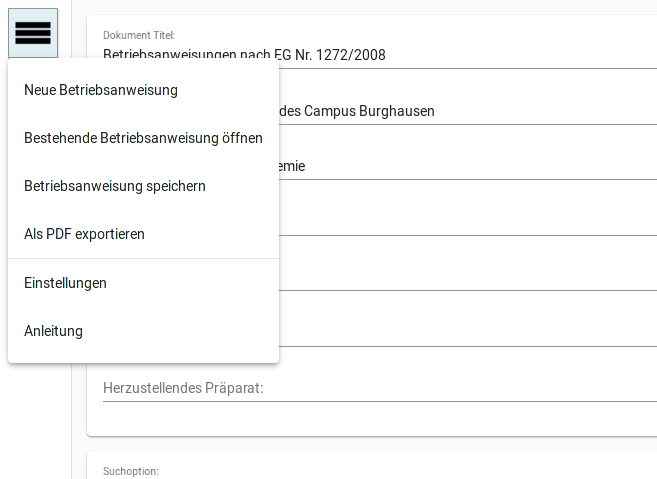 Dokument Titel:
Betriebsanweisungen nach EG Nr. 1272/2008
Neue Betriebsanweisung
des Campus Burghausen
Bestehende Betriebsanweisung öffnen
emie
Betriebsanweisung speichern
Als PDF exportieren
Einstellungen
Anleitung
Herzustellendes Präparat:
Suchoption: